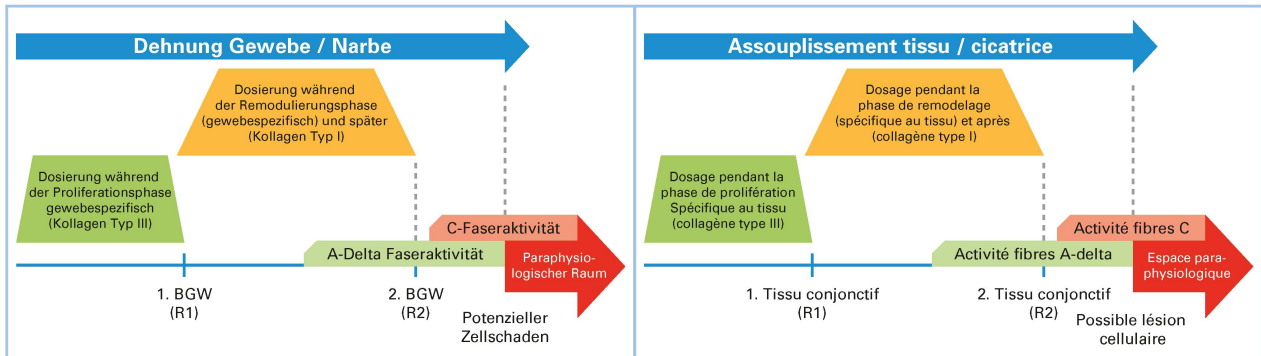 Dehnung Gewebe / Narbe
Dosierung während
der Remodulierungsphase
(gewebespezifisch) und später
(Kollagen Typ I)
Dosierung während
der Proliferationsphase
gewebespezifisch
(Kollagen Typ III)
C-Faseraktivität
A-Delta Faseraktivität
Paraphysio-
logischer Raum
1. BGW
(R1)
2. BGW
(R2)
Potenzieller
Zellschaden
Assouplissement tissu / cicatrice
Dosage pendant la
phase de remodelage
(spécifique au tissu) et après
(collagène type I)
Dosage pendant la
phase de prolifération
Spécifique au tissu
(collagène type III)
Activité fibres C
Activité fibres A-delta
Espace para-
physiologique
1. Tissu conjonctif
(R1)
2. Tissu conjonctif
(R2)
Possible lésion
cellulaire